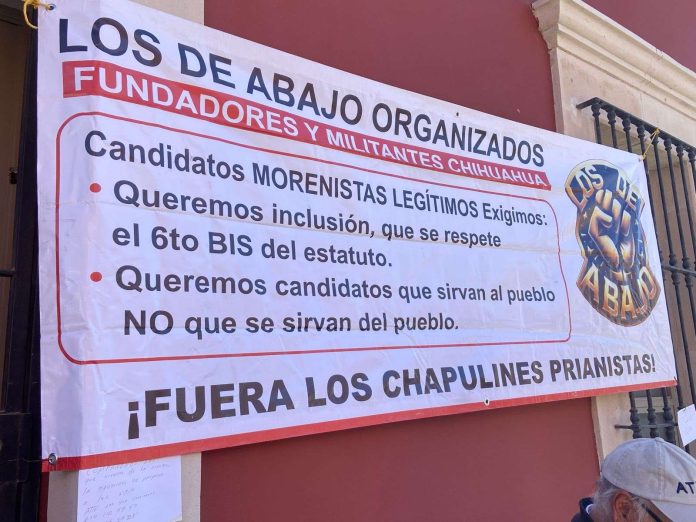 LOS DE ABAJO ORGANIZADOS
FUNDADORES Y MILITANTES CHIHUAHUA.
Candidatos MORENISTAS LEGÍTIMOS Exigimos:
• Queremos inclusión, que se respete
el 6to BIS del estatuto.
• Queremos candidatos que sirvan al pueblo
NO que se sirvan del pueblo.
¡FUERA LOS CHAPULINES PRIANISTAS!
LOS DE
ABAJO
AT